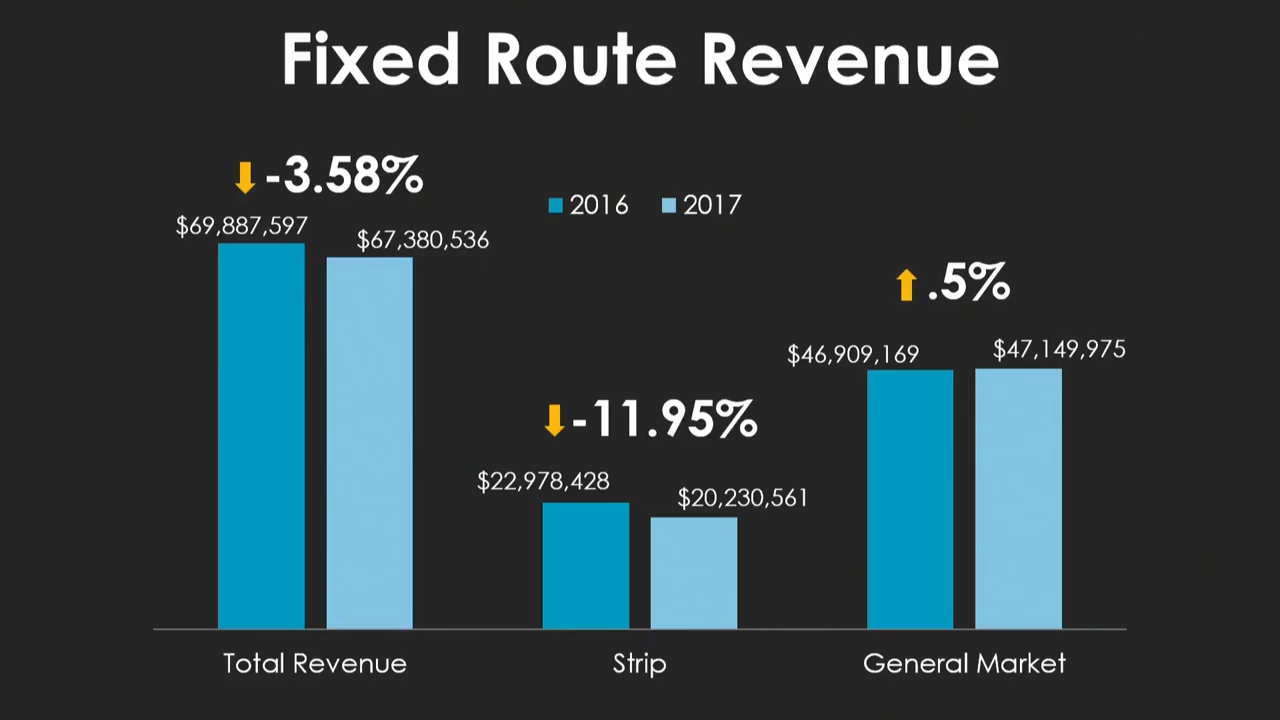 Fixed Route Revenue
-3.58%
2016 2017
$69,887,597
$67,380,536
.5%
$46,909,169
$47,149,975
-11.95%
$22,978,428
$20,230,561
Total Revenue
Strip
General Market